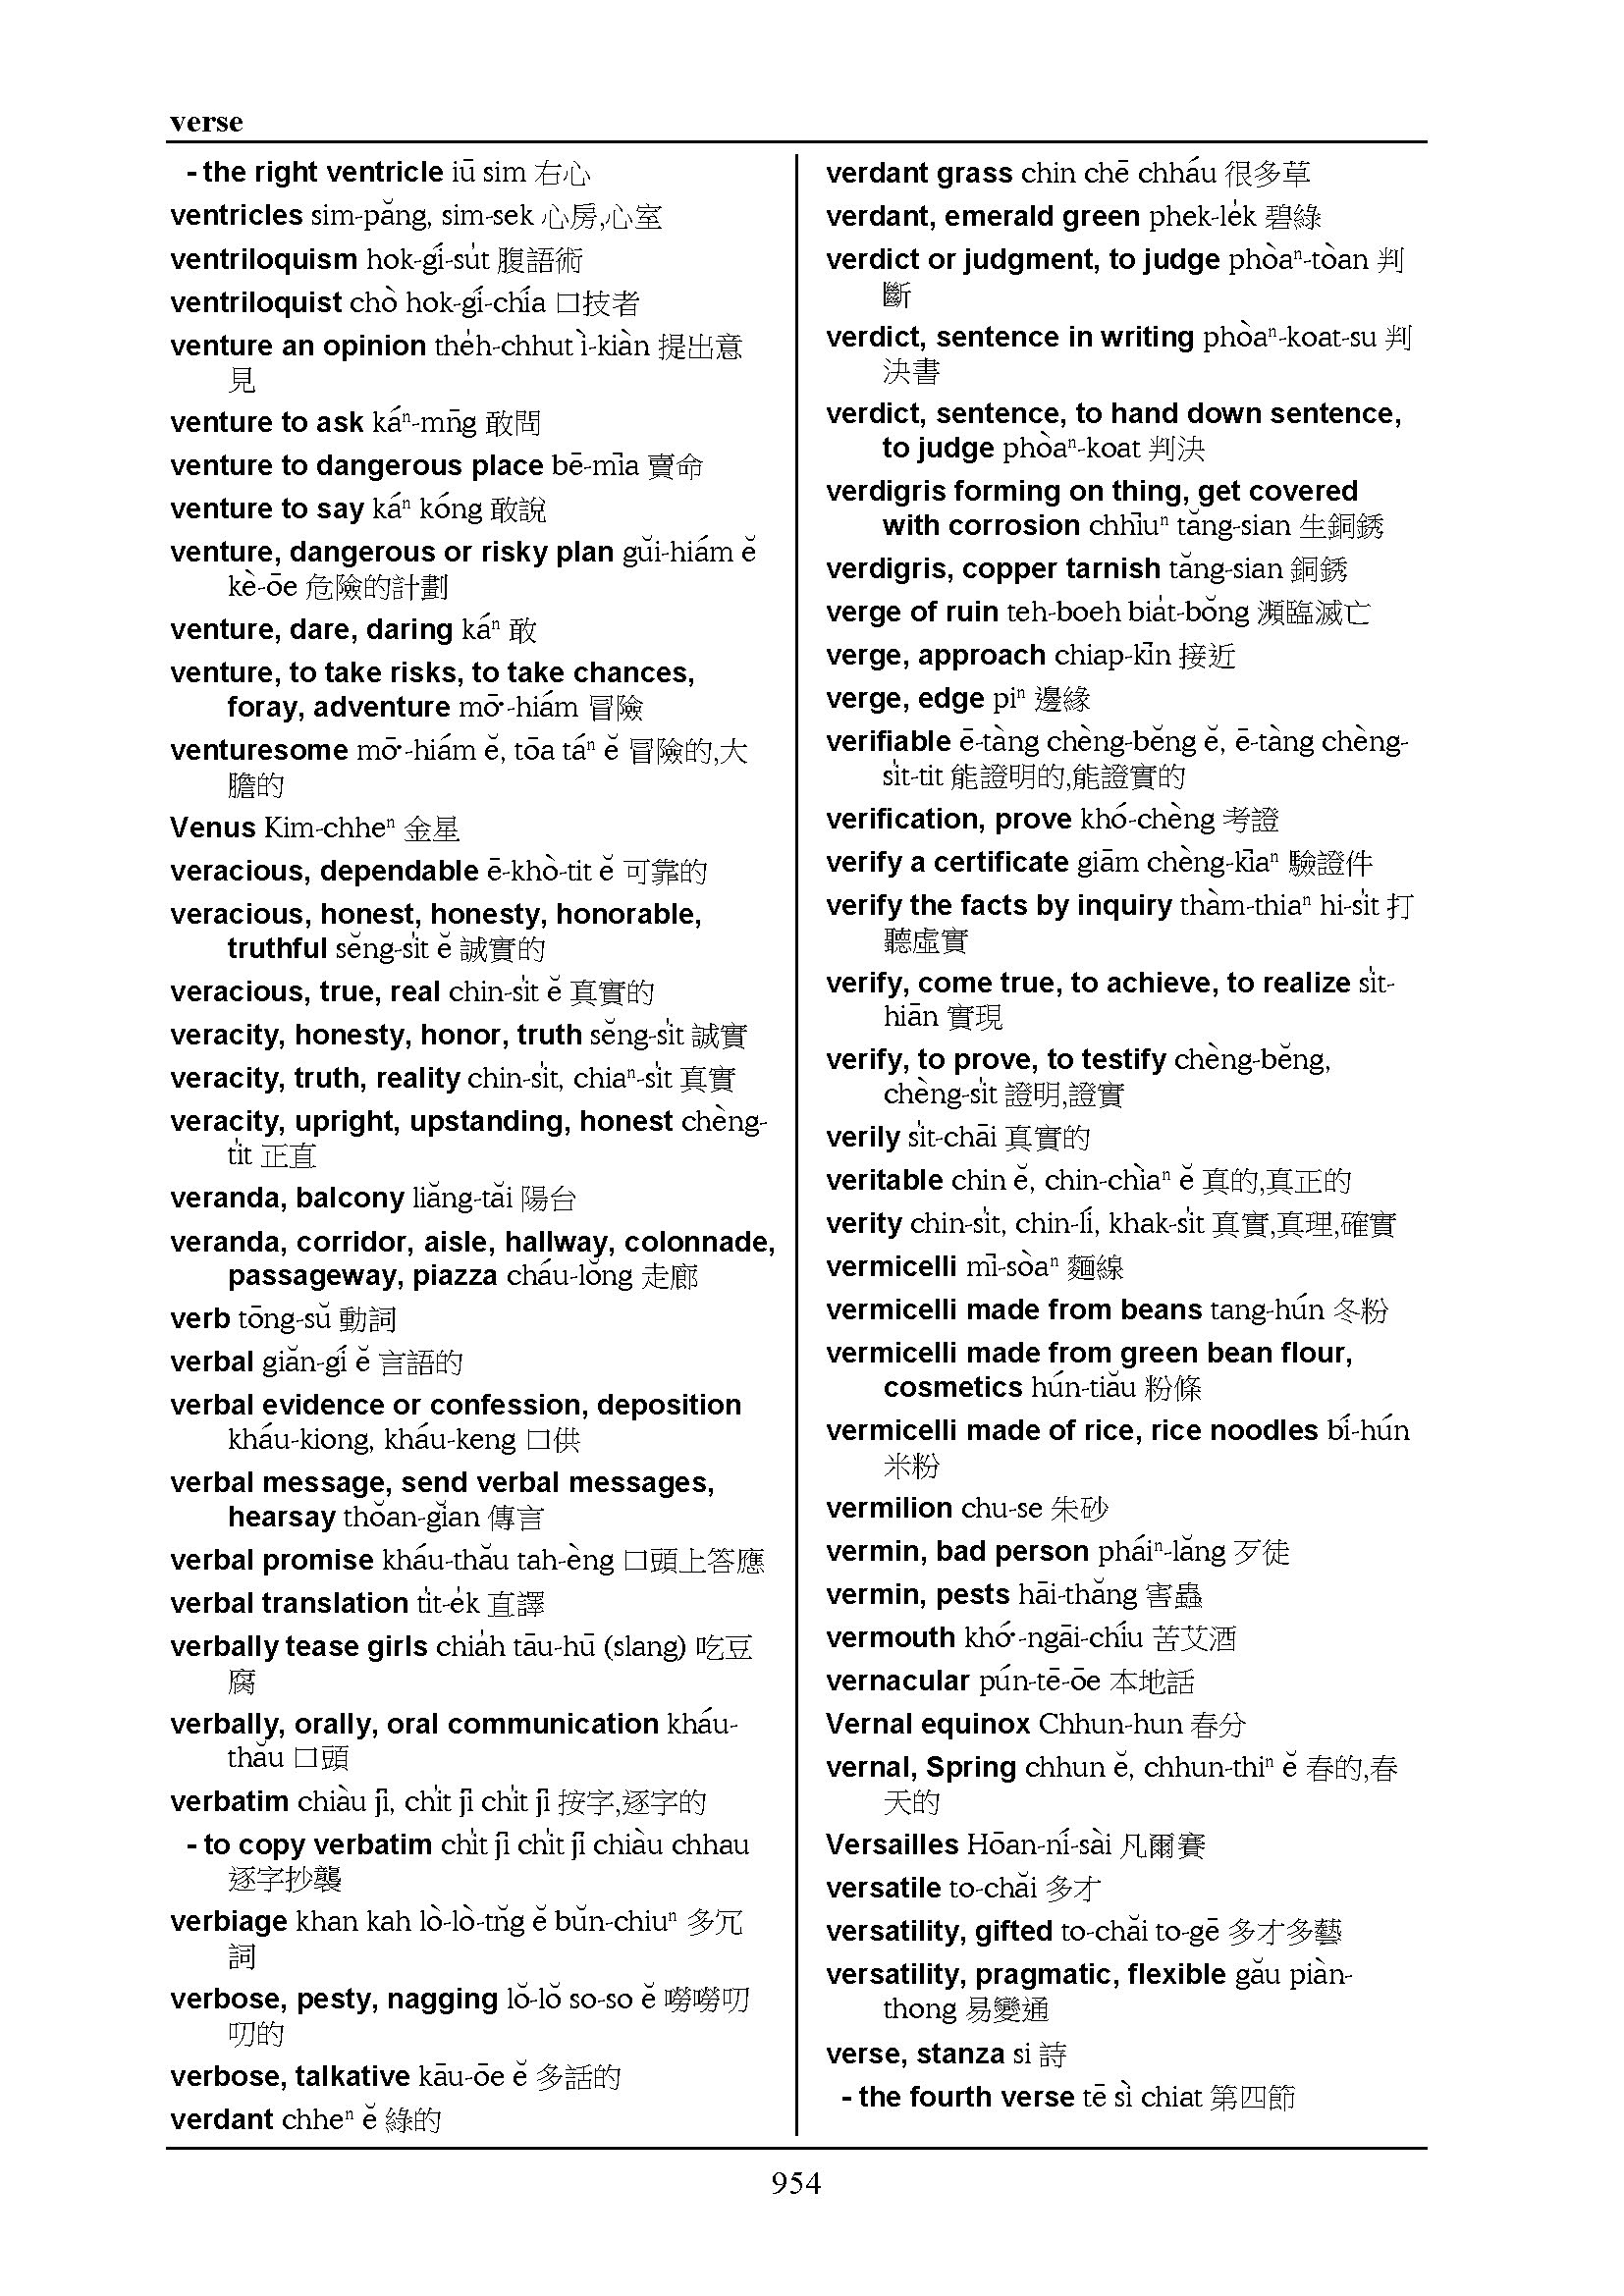 verse
- the right ventricle iū sim 右心
ventricles sim-păng, sim-sek 心房,心室
ventriloquism hok-gí-su̍t 腹語術
ventriloquist chò hok-gí-chía 口技者
venture an opinion the̍h-chhut ì-kiàn 提出意
見
venture to ask káⁿ-mn̄g 敢問
venture to dangerous place bē-mīa 賣命
venture to say káⁿ kóng 敢說
venture, dangerous or risky plan gŭi-hiám ĕ
kè-ōe 危險的計劃
venture, dare, daring káⁿ 敢
venture, to take risks, to take chances,
foray, adventure mō͘-hiám 冒險
venturesome mō͘-hiám ĕ, tōa táⁿ ĕ 冒險的,大
膽的
Venus Kim-chheⁿ 金星
veracious, dependable ē-khò-tit ĕ 可靠的
veracious, honest, honesty, honorable,
truthful sĕng-si̍t ĕ 誠實的
veracious, true, real chin-si̍t ĕ 真實的
veracity, honesty, honor, truth sĕng-si̍t 誠實
veracity, truth, reality chin-si̍t, chiaⁿ-si̍t 真實
veracity, upright, upstanding, honest chèng-
ti̍t 正直
veranda, balcony liăng-tăi 陽台
veranda, corridor, aisle, hallway, colonnade,
passageway, piazza cháu-lŏng 走廊
verb tōng-sŭ 動詞
verbal giăn-gí ĕ 言語的
verbal evidence or confession, deposition
kháu-kiong, kháu-keng 口供
verbal message, send verbal messages,
hearsay thŏan-gĭan 傳言
verbal promise kháu-thău tah-èng 口頭上答應
verbal translation ti̍t-e̍k 直譯
verbally tease girls chia̍h tāu-hū (slang) 吃豆
腐
verbally, orally, oral communication kháu-
thău 口頭
verbatim chiàu jī, chi̍t jī chi̍t jī 按字,逐字的
- to copy verbatim chi̍t jī chi̍t jī chiàu chhau
逐字抄襲
verbiage khan kah lò-lò-tn̆g ĕ bŭn-chiuⁿ 多冗
詞
verbose, pesty, nagging lŏ-lŏ so-so ĕ 嘮嘮叨
叨的
verbose, talkative kāu-ōe ĕ 多話的
verdant chheⁿ ĕ 綠的
verdant grass chin chē chháu 很多草
verdant, emerald green phek-le̍k 碧綠
verdict or judgment, to judge phòaⁿ-tòan 判
斷
verdict, sentence in writing phòaⁿ-koat-su 判
決書
verdict, sentence, to hand down sentence,
to judge phòaⁿ-koat 判決
verdigris forming on thing, get covered
with corrosion chhīuⁿ tăng-sian 生銅銹
verdigris, copper tarnish tăng-sian 銅銹
verge of ruin teh-boeh bia̍t-bŏng 瀕臨滅亡
verge, approach chiap-kīn 接近
verge, edge piⁿ 邊緣
verifiable ē-tàng chèng-bĕng ĕ, ē-tàng chèng-
si̍t-tit 能證明的,能證實的
verification, prove khó-chèng 考證
verify a certificate giām chèng-kīaⁿ 驗證件
verify the facts by inquiry thàm-thiaⁿ hi-si̍t 打
聽虛實
verify, come true, to achieve, to realize si̍t-
hiān 實現
verify, to prove, to testify chèng-bĕng,
chèng-si̍t 證明,證實
verily si̍t-chāi 真實的
veritable chin ĕ, chin-chìaⁿ ĕ 真的,真正的
verity chin-si̍t, chin-lí, khak-si̍t 真實,真理,確實
vermicelli mī-sòaⁿ 麵線
vermicelli made from beans tang-hún 冬粉
vermicelli made from green bean flour,
cosmetics hún-tiău 粉條
vermicelli made of rice, rice noodles bí-hún
米粉
vermilion chu-se 朱砂
vermin, bad person pháiⁿ-lăng 歹徒
vermin, pests hāi-thăng 害蟲
vermouth khó͘-ngāi-chíu 苦艾酒
vernacular pún-tē-ōe 本地話
Vernal equinox Chhun-hun 春分
vernal, Spring chhun ĕ, chhun-thiⁿ ĕ 春的,春
天的
Versailles Hōan-ní-sài 凡爾賽
versatile to-chăi 多才
versatility, gifted to-chăi to-gē 多才多藝
versatility, pragmatic, flexible gău piàn-
thong 易變通
verse, stanza si 詩
- the fourth verse tē sì chiat 第四節
954